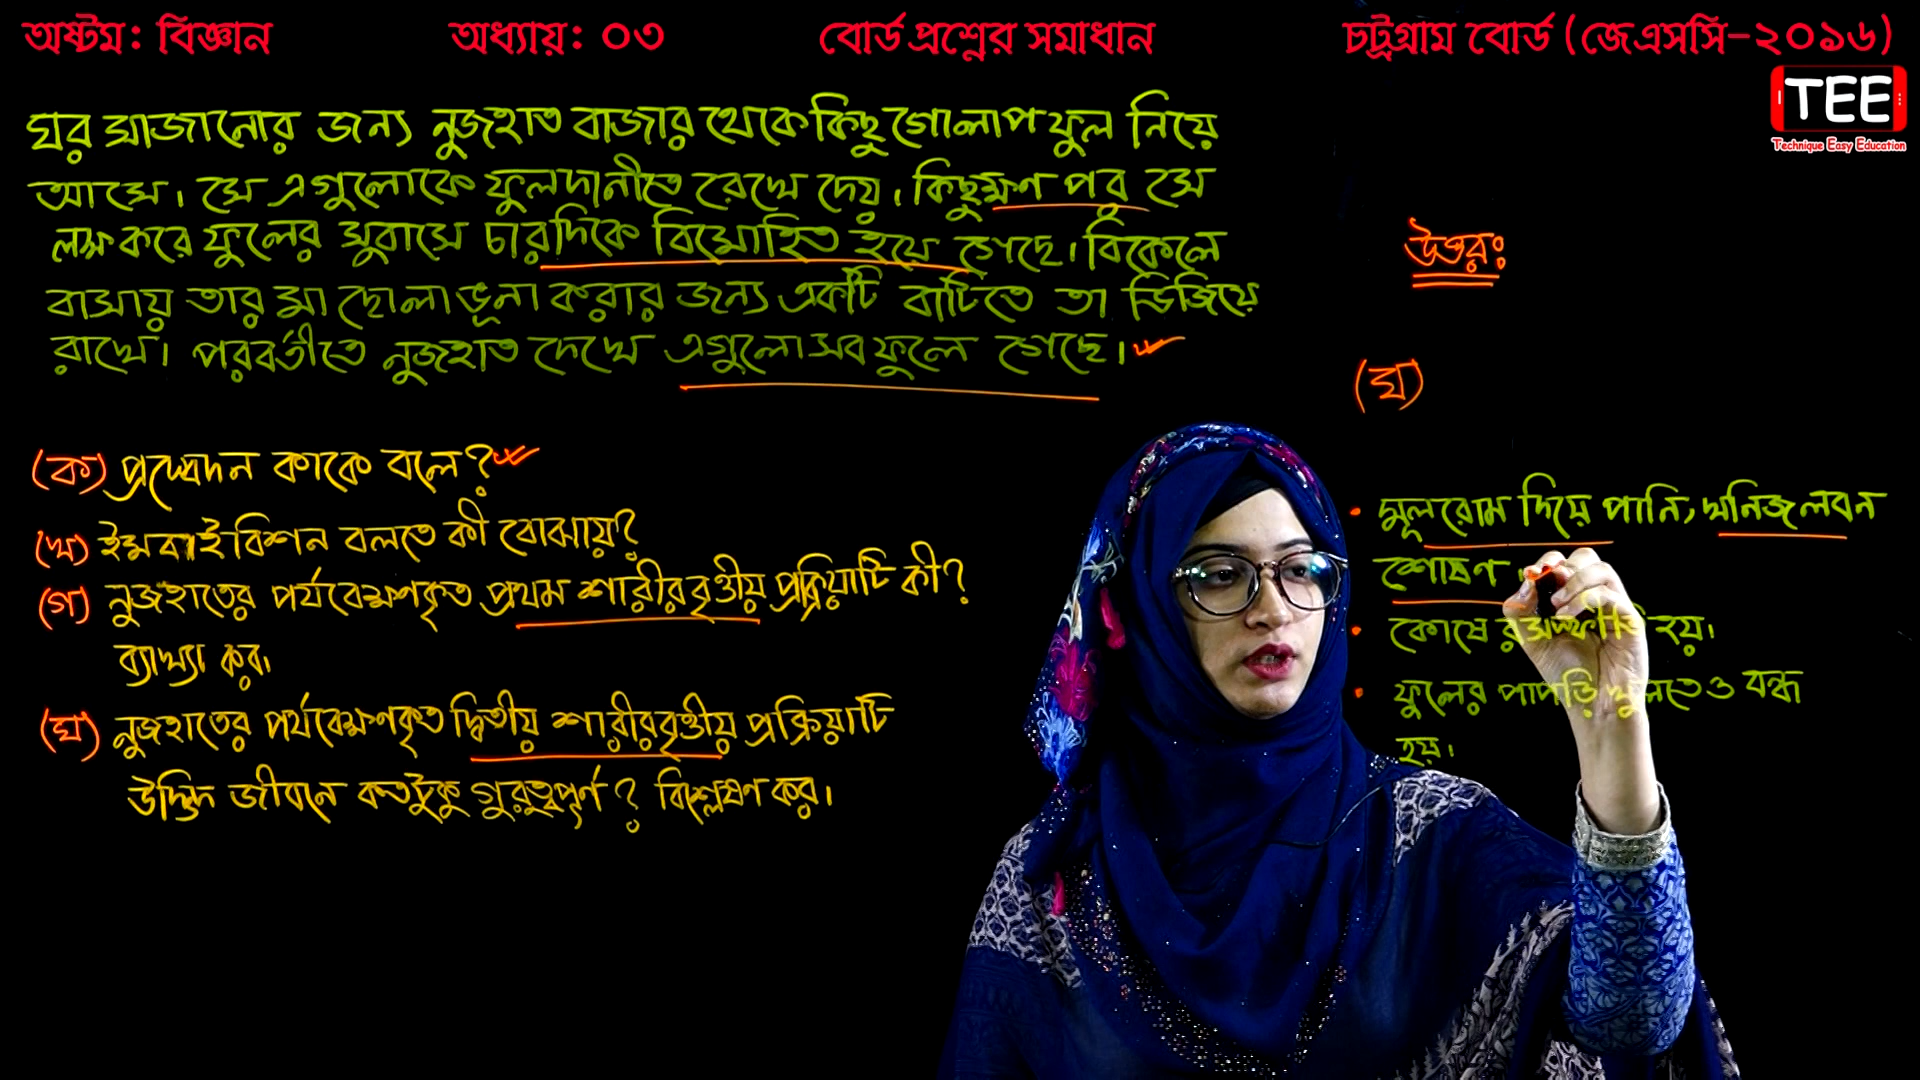 অষ্টম: বিজ্ঞান অধ্যায়: ০৩ বোর্ড প্রশ্নের সমাধান চট্রগ্রাম বোর্ড (জেএসসি-২০১৬)
TEE
Technique Easy Education
ঘর সাজানোর জন্য নুজহাত বাজার থেকে কিছু গোলাপ ফুল নিয়ে
আসে। সে এগুলোকে ফুলদানীতে রেখে দেয়। কিছুক্ষণ পর সে
লক্ষ করে ফুলের সুবাসে চারদিকে বিমোহিত হয়ে গেছে। বিকেলে
বাসায় তার মা ছোলা ভূনা করার জন্য একটি বাটিতে তা ভিজিয়ে
রাখে। পরবর্তীতে নুজহাত দেখে এগুলো সব ফুলে গেছে।
(ক) প্রস্বেদন কাকে বলে?
(খ) ইমবাইবিশন বলতে কী বোঝায়?
(গ) নুজহাতের পর্যবেক্ষণকৃত প্রথম শারীরবৃত্তীয় প্রক্রিয়াটি কী?
ব্যাখ্যা কর।
(ঘ) নুজহাতের পর্যবেক্ষণকৃত দ্বিতীয় শারীরবৃত্তীয় প্রক্রিয়াটি
উদ্ভিদ জীবনে কতটুকু গুরুত্বপূর্ণ? বিশ্লেষণ কর।
উত্তরঃ
(ঘ)
• মূলরোম দিয়ে পানি, খনিজ লবন
শোষণ
• কোষে রসস্ফীতি হয়।
• ফুলের পাপড়ি খুলতেও বন্ধ
হয়।